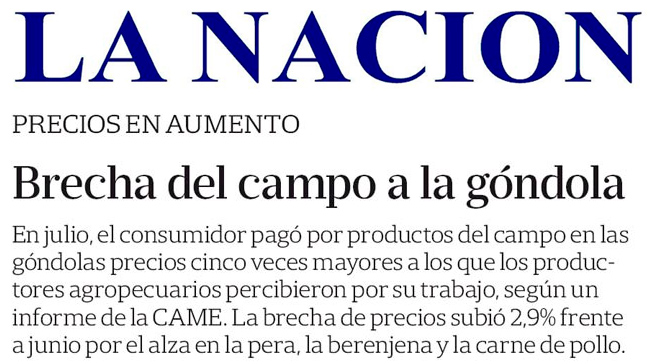 LA NACION
PRECIOS EN AUMENTO
Brecha del campo a la góndola
En julio, el consumidor pagó por productos del campo en las
góndolas precios cinco veces mayores a los que los produc-
tores agropecuarios percibieron por su trabajo, según un
informe de la CAME. La brecha de precios subió 2,9% frente
a junio por el alza en la pera, la berenjena y la carne de pollo.